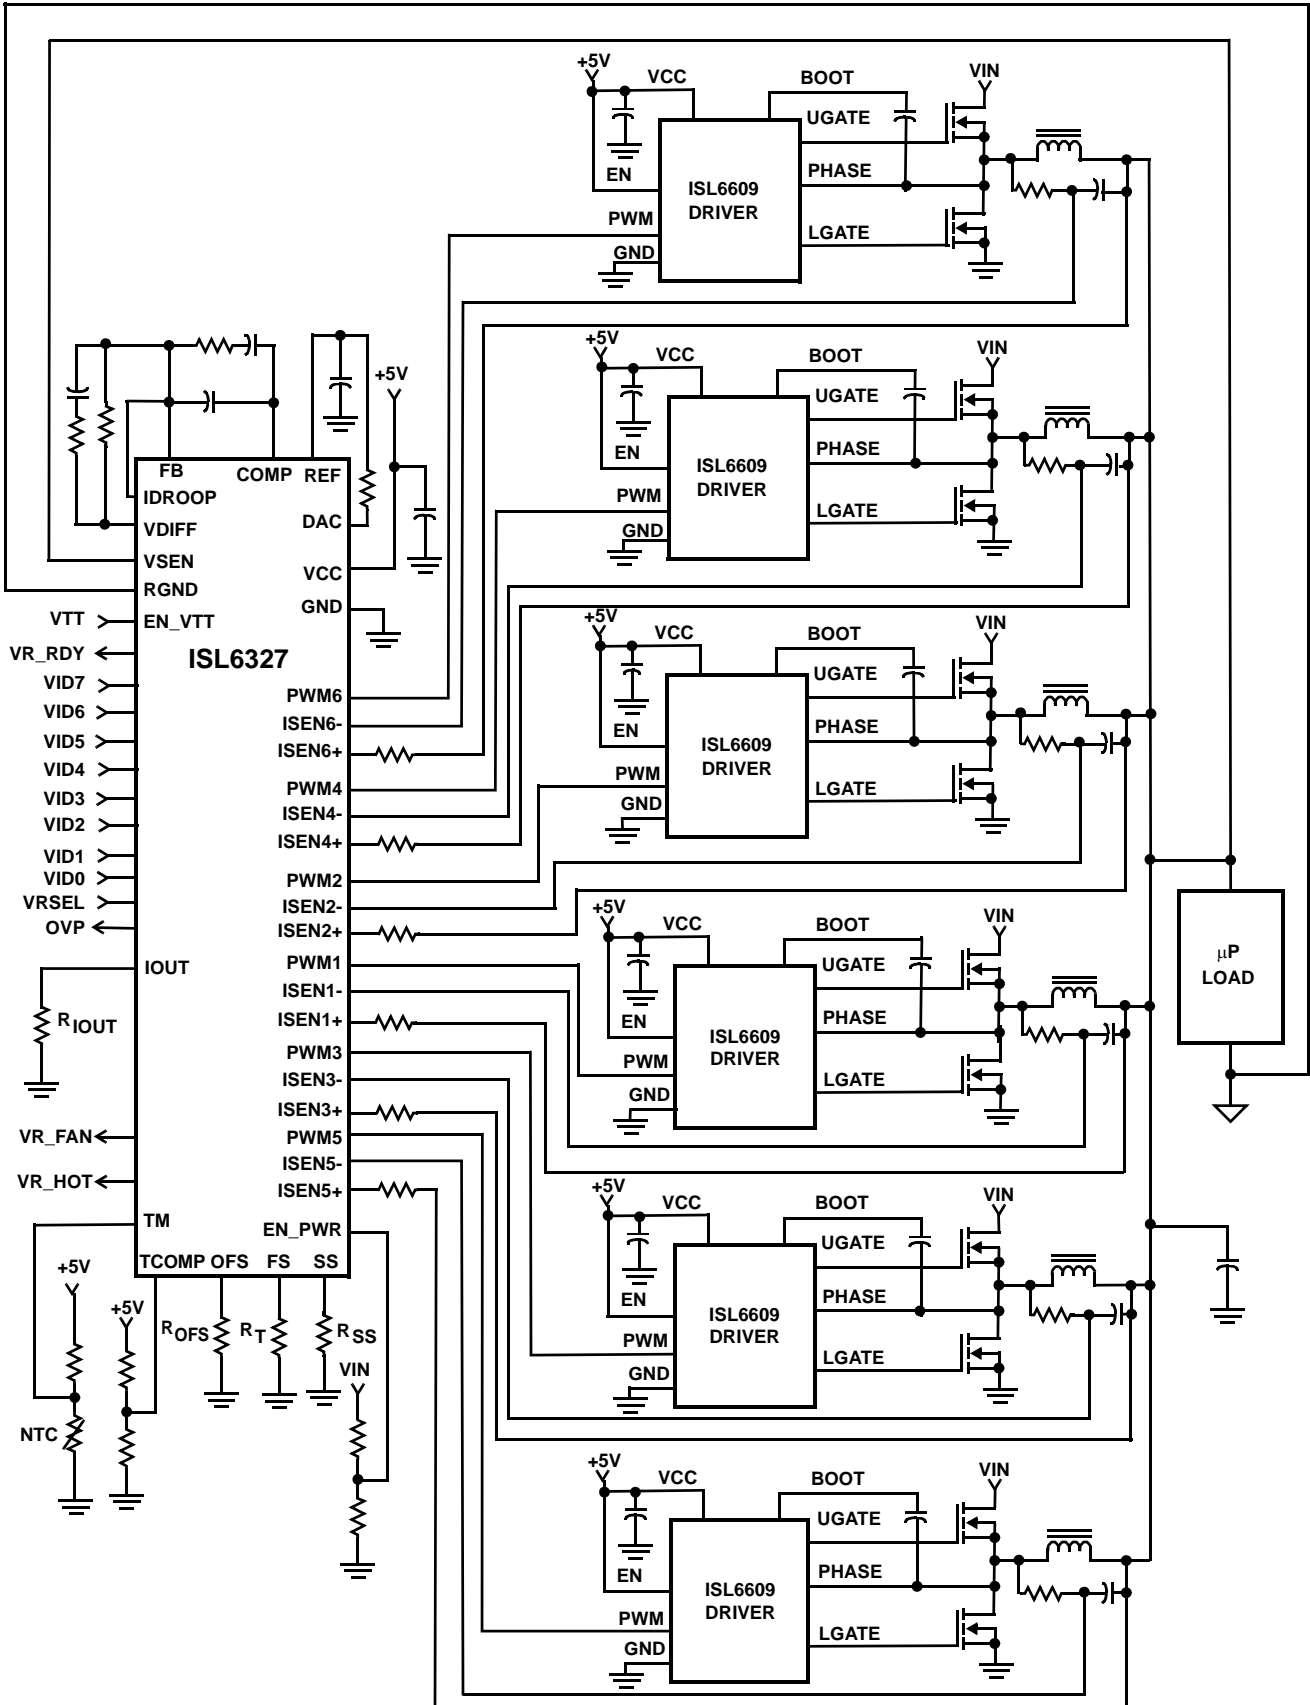 +5V
VCC
BOOT
VIN
UGATE
EN
PHASE
ISL6609
DRIVER
PWM
LGATE
GND
+5V
VCC
BOOT
VIN
UGATE
EN
PHASE
ISL6609
DRIVER
PWM
LGATE
GND
+5V
VCC
BOOT
VIN
UGATE
EN
PHASE
ISL6609
DRIVER
PWM
LGATE
GND
+5V
VCC
BOOT
VIN
UGATE
EN
PHASE
ISL6609
DRIVER
PWM
LGATE
GND
+5V
VCC
BOOT
VIN
UGATE
EN
PHASE
ISL6609
DRIVER
PWM
LGATE
GND
+5V
VCC
BOOT
VIN
UGATE
EN
PHASE
ISL6609
DRIVER
PWM
LGATE
GND
+5V
FB
COMP
REF
IDROOP
VDIFF
DAC
VSEN
VCC
RGND
GND
VTT
EN_VTT
ISL6327
VR_RDY
VID7
VID6
VID5
VID4
VID3
VID2
VID1
VID0
VRSEL
OVP
PWM6
ISEN6-
ISEN6+
PWM4
ISEN4-
ISEN4+
PWM2
ISEN2-
ISEN2+
PWM1
ISEN1-
ISEN1+
PWM3
ISEN3-
ISEN3+
PWM5
ISEN5-
ISEN5+
EN_PWR
IOUT
RIOUT
VR_FAN
VR_HOT
TM
TCOMP
OFS
FS
SS
+5V
+5V
ROFS
RT
RSS
VIN
NTC
μP
LOAD